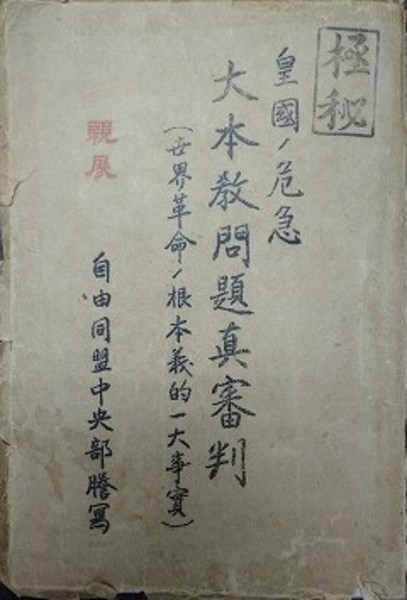 極秘
皇國ノ危急
大本教問題真審判
(世界革命ノ根本義的一大事實)
親展
自由同盟中央部謄寫